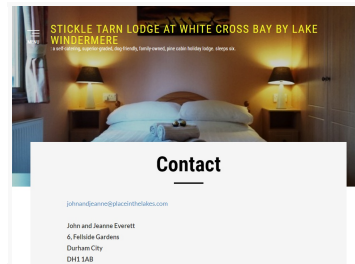 MENU
STICKLE TARN LODGE AT WHITE CROSS BAY BY LAKE
WINDERMERE
a self-catering, superior-graded, dog-friendly, family-owned, pine cabin holiday lodge. sleeps six.
Contact
johnandjeanne@placeinthelakes.com
John and Jeanne Everett
6, Fellside Gardens
Durham City
DH1 1AB